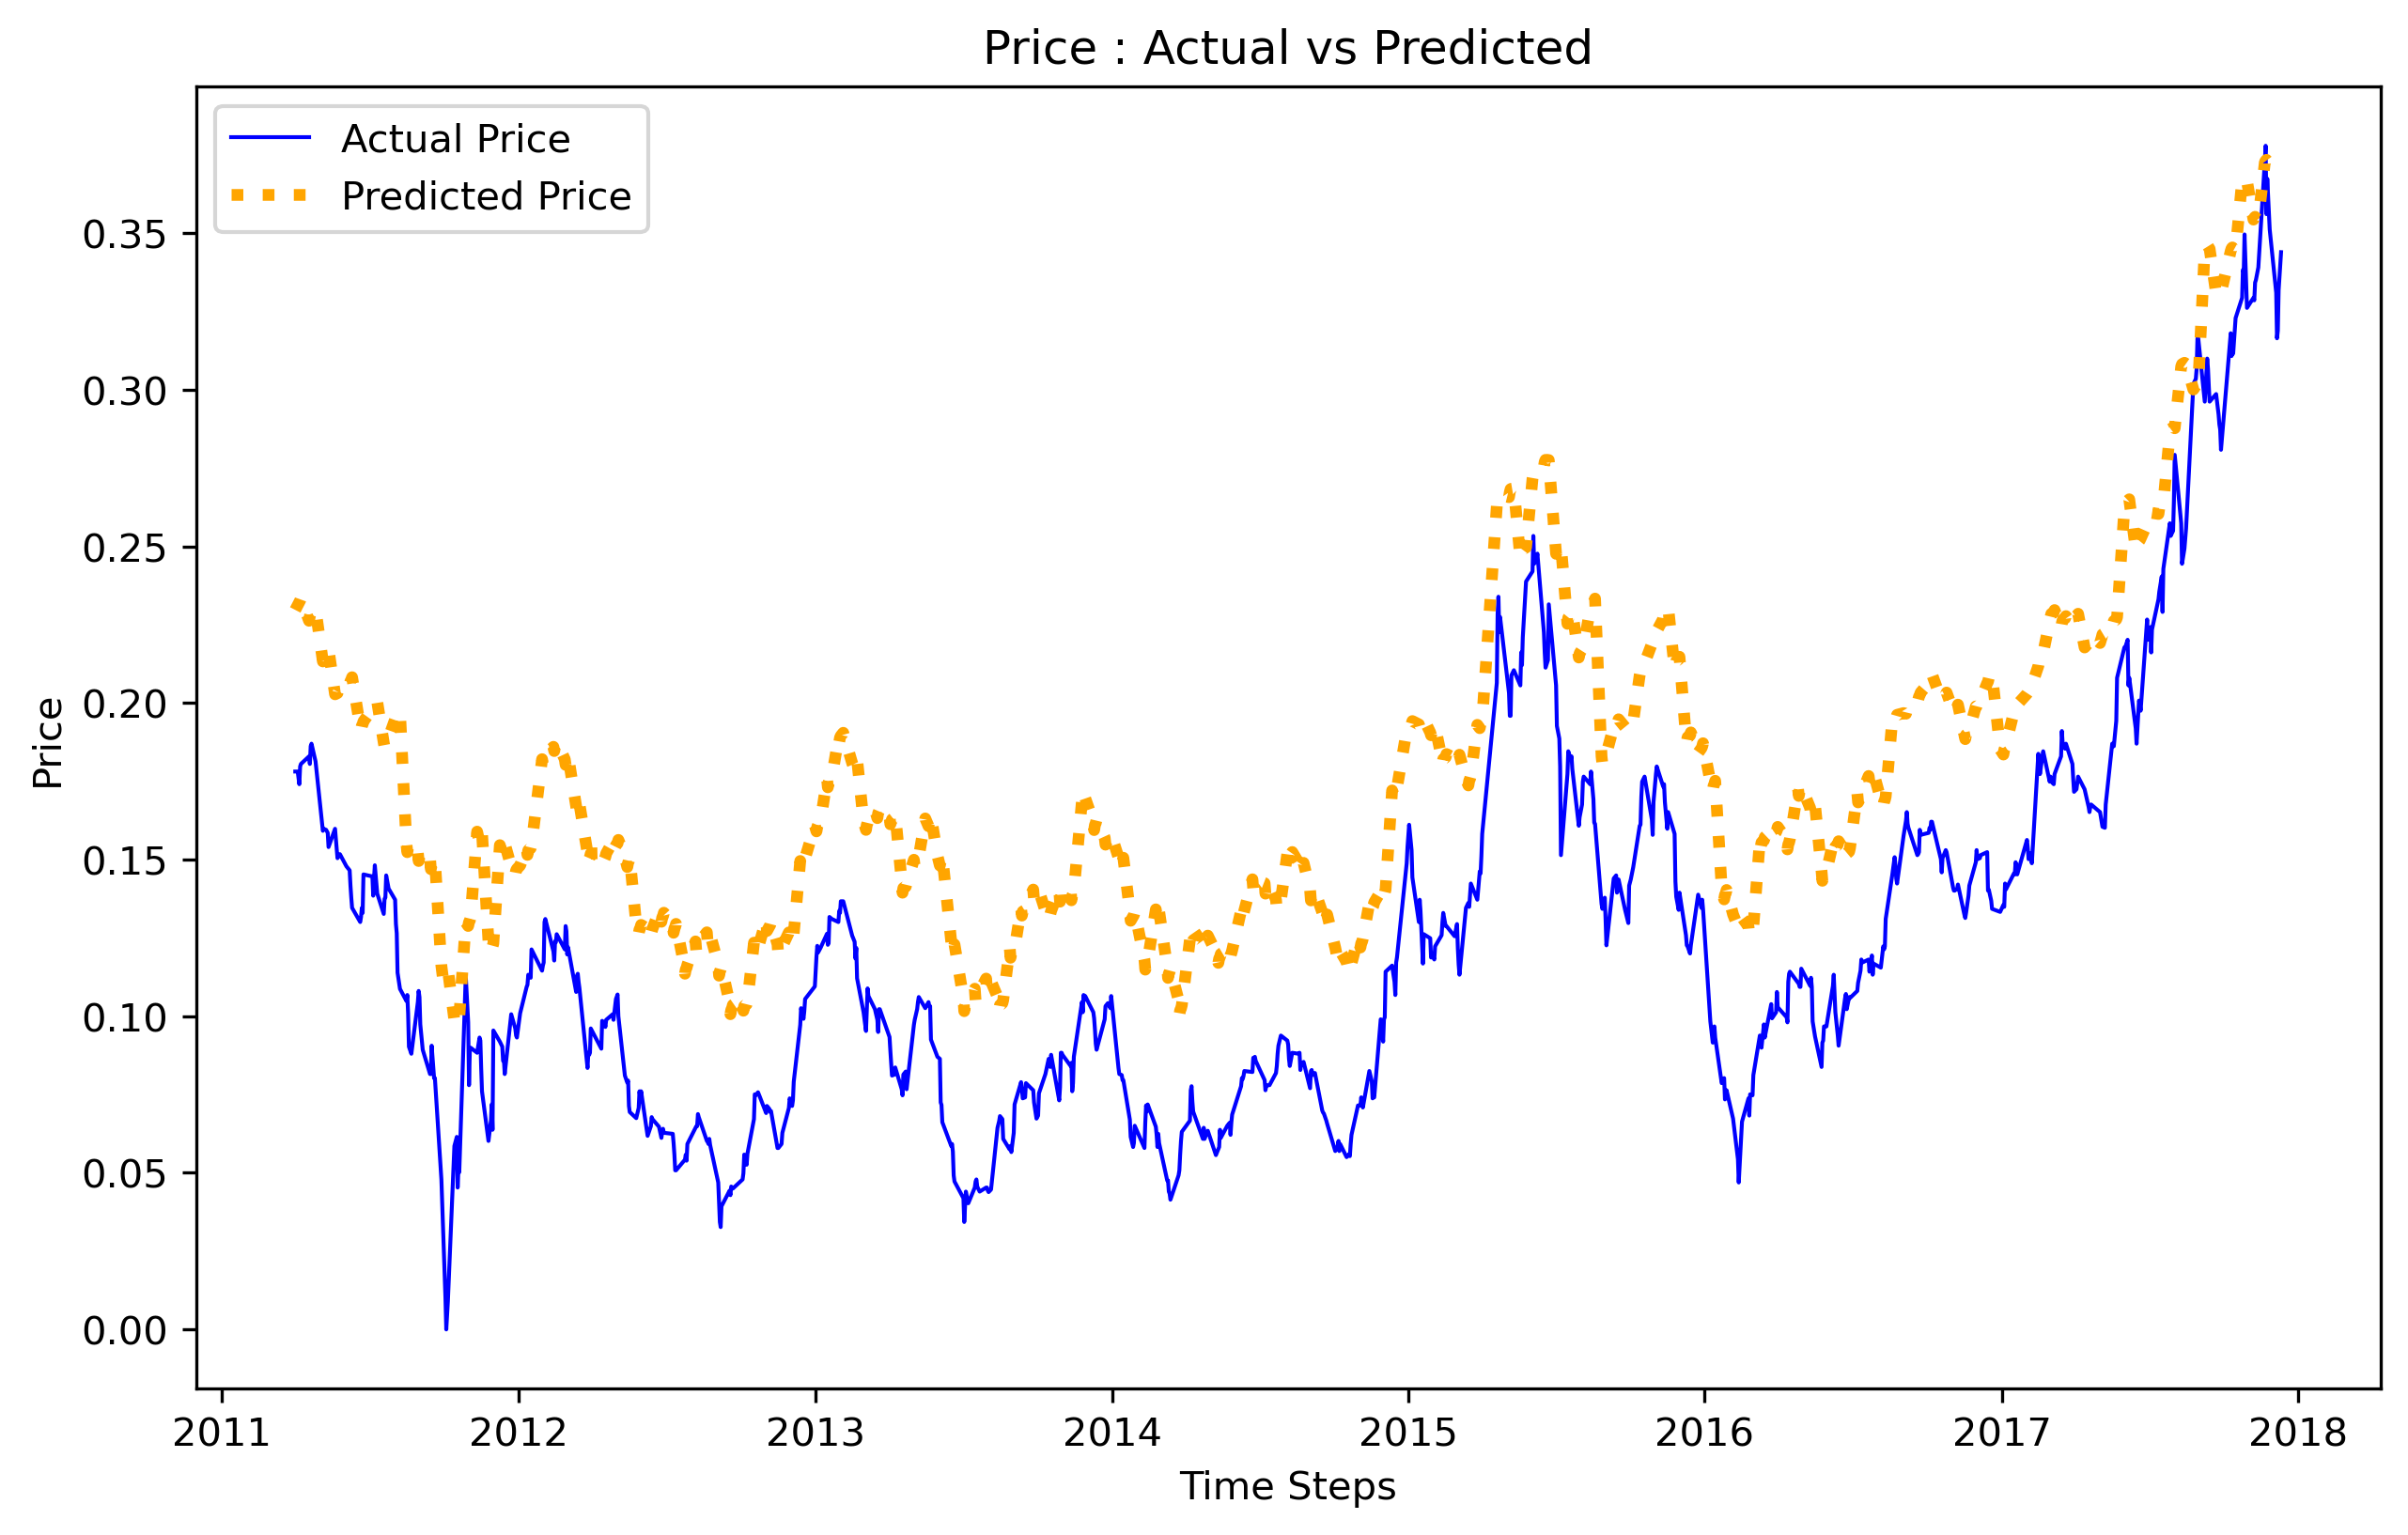 Price : Actual vs Predicted
Actual Price
Predicted Price
Price
0.35
0.30
0.25
0.20
0.15
0.10
0.05
0.00
2011 2012 2013 2014 2015 2016 2017 2018
Time Steps